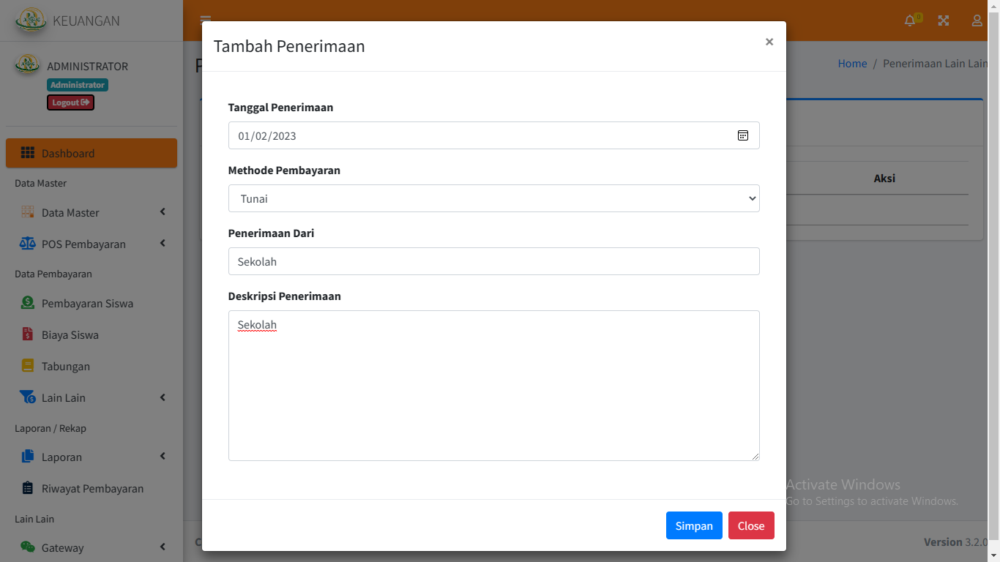 KEUANGAN
0
ADMINISTRATOR
Administrator
Logout
Home / Penerimaan Lain Lain
Dashboard
Data Master
Data Master
POS Pembayaran
Data Pembayaran
Pembayaran Siswa
Biaya Siswa
Tabungan
Lain Lain
Laporan / Rekap
Laporan
Riwayat Pembayaran
Lain Lain
Gateway
Tambah Penerimaan
×
Tanggal Penerimaan
01/02/2023
Methode Pembayaran
Tunai
Penerimaan Dari
Sekolah
Deskripsi Penerimaan
Sekolah
Simpan
Close
Aksi
Activate Windows
Go to Settings to activate Windows.
Version 3.2.0